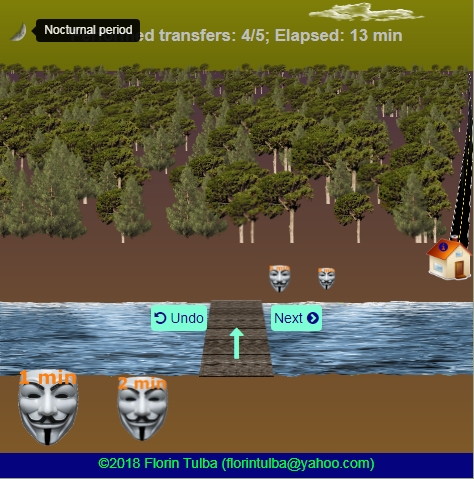 Nocturnal period
ed transfers: 4/5; Elapsed: 13 min
Undo
Next
1 min
2 min
©2018 Florin Tulba (florintulba@yahoo.com)